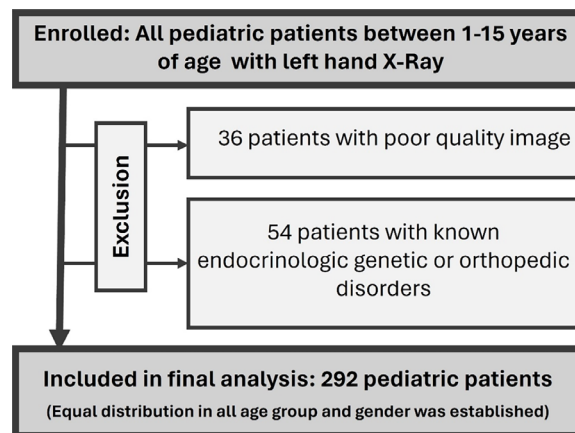 Enrolled: All pediatric patients between 1-15 years
of age with left hand X-Ray
36 patients with poor quality image
Exclusion
54 patients with known
endocrinologic genetic or orthopedic
disorders
Included in final analysis: 292 pediatric patients
(Equal distribution in all age group and gender was established)